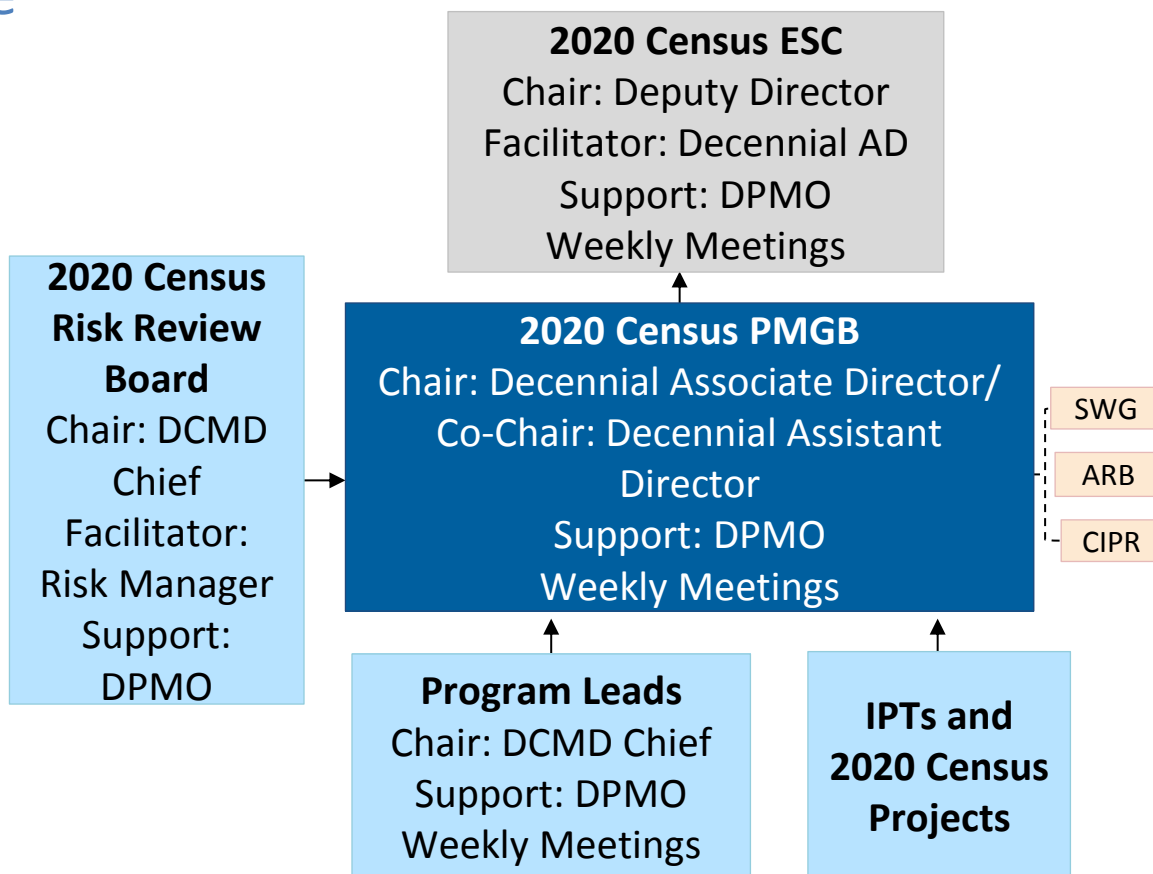 2020 Census ESC
Chair: Deputy Director
Facilitator: Decennial AD
Support: DPMO
Weekly Meetings
2020 Census
Risk Review
Board
Chair: DCMD
Chief
Facilitator:
Risk Manager
Support:
DPMO
2020 Census PMGB
Chair: Decennial Associate Director/
Co-Chair: Decennial Assistant
Director
Support: DPMO
Weekly Meetings
SWG
ARB
CIPR
Program Leads
Chair: DCMD Chief
Support: DPMO
Weekly Meetings
IPTs and
2020 Census
Projects